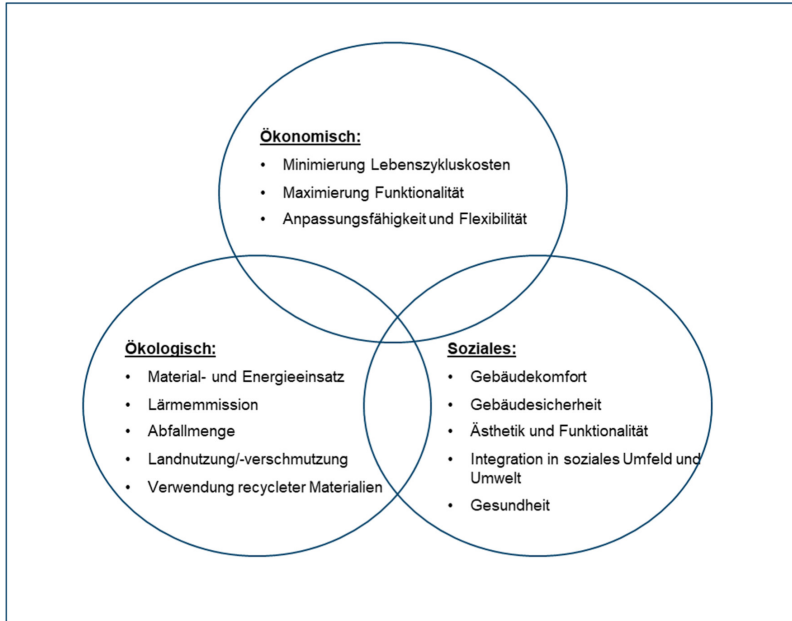 Ökonomisch:
• Minimierung Lebenszykluskosten
• Maximierung Funktionalität
• Anpassungsfähigkeit und Flexibilität
Ökologisch:
• Material- und Energieeinsatz
• Lärmemmission
• Abfallmenge
• Landnutzung/-verschmutzung
• Verwendung recycleter Materialien
Soziales:
• Gebäudekomfort
• Gebäudesicherheit
• Ästhetik und Funktionalität
• Integration in soziales Umfeld und
Umwelt
• Gesundheit